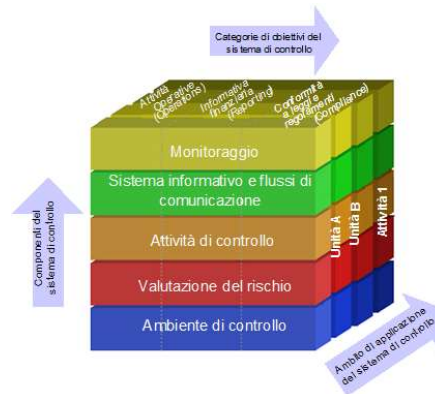 Categorie di obiettivi del
sistema di controllo
Attività
Operative
(Operations)
Informativa
finanziaria
(Reporting)
Conformità
a leggi e
regolamenti
(Compliance)
Monitoraggio
Sistema informativo e flussi di
comunicazione
Attività di controllo
Valutazione del rischio
Ambiente di controllo
Unità A
Unità B
Attività 1
Componenti del
sistema di controllo
Ambito di applicazione
del sistema di controllo